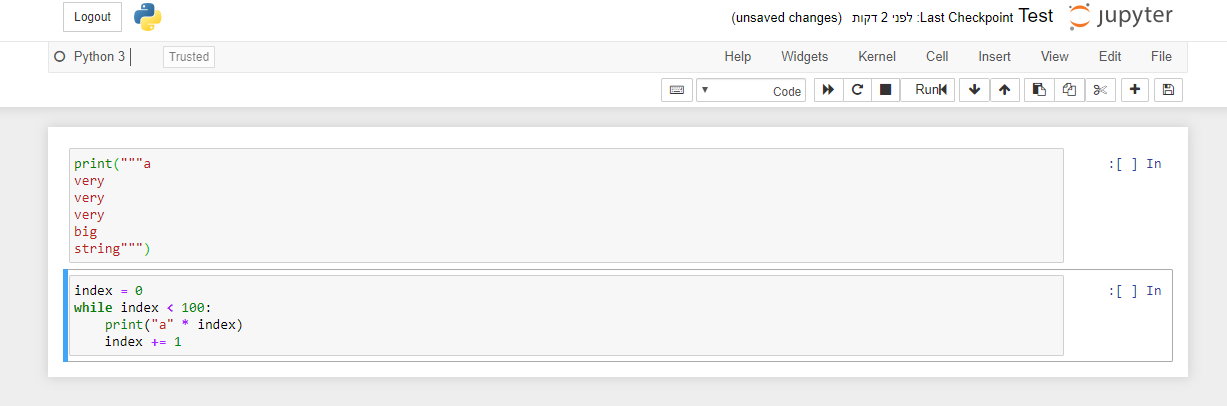 jupyter Test Last Checkpoint: לפני 2 דקות (unsaved changes) Logout
File Edit View Insert Cell Kernel Widgets Help Trusted Python 3
Run Code
In [ ]:
print("""a
very
very
very
big
string""")
In [ ]:
index = 0
while index < 100:
    print("a" * index)
    index += 1